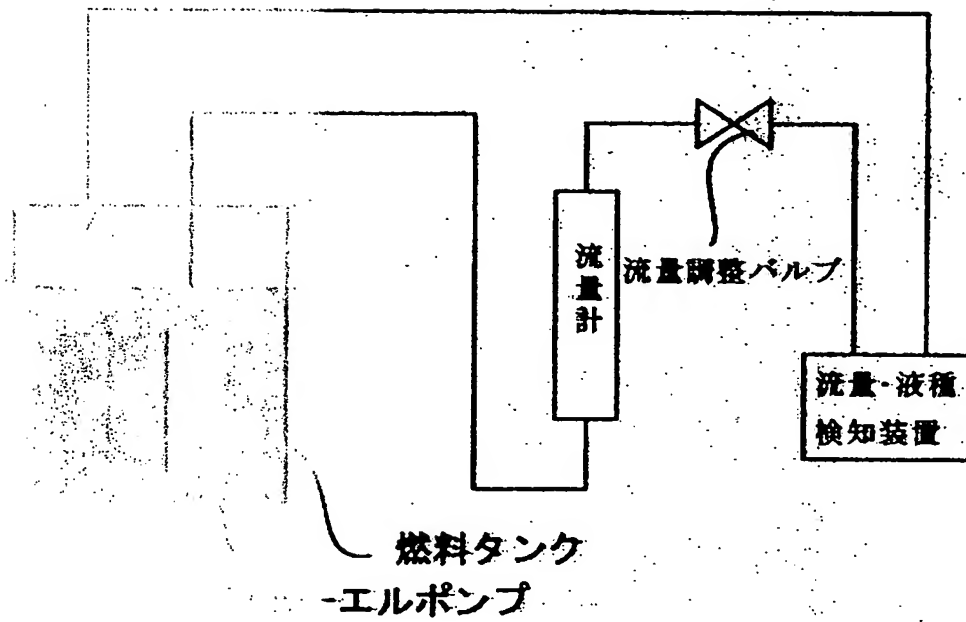 流量計
流量調整バルブ
流量・液種
検知装置
燃料タンク
-エルポンプ